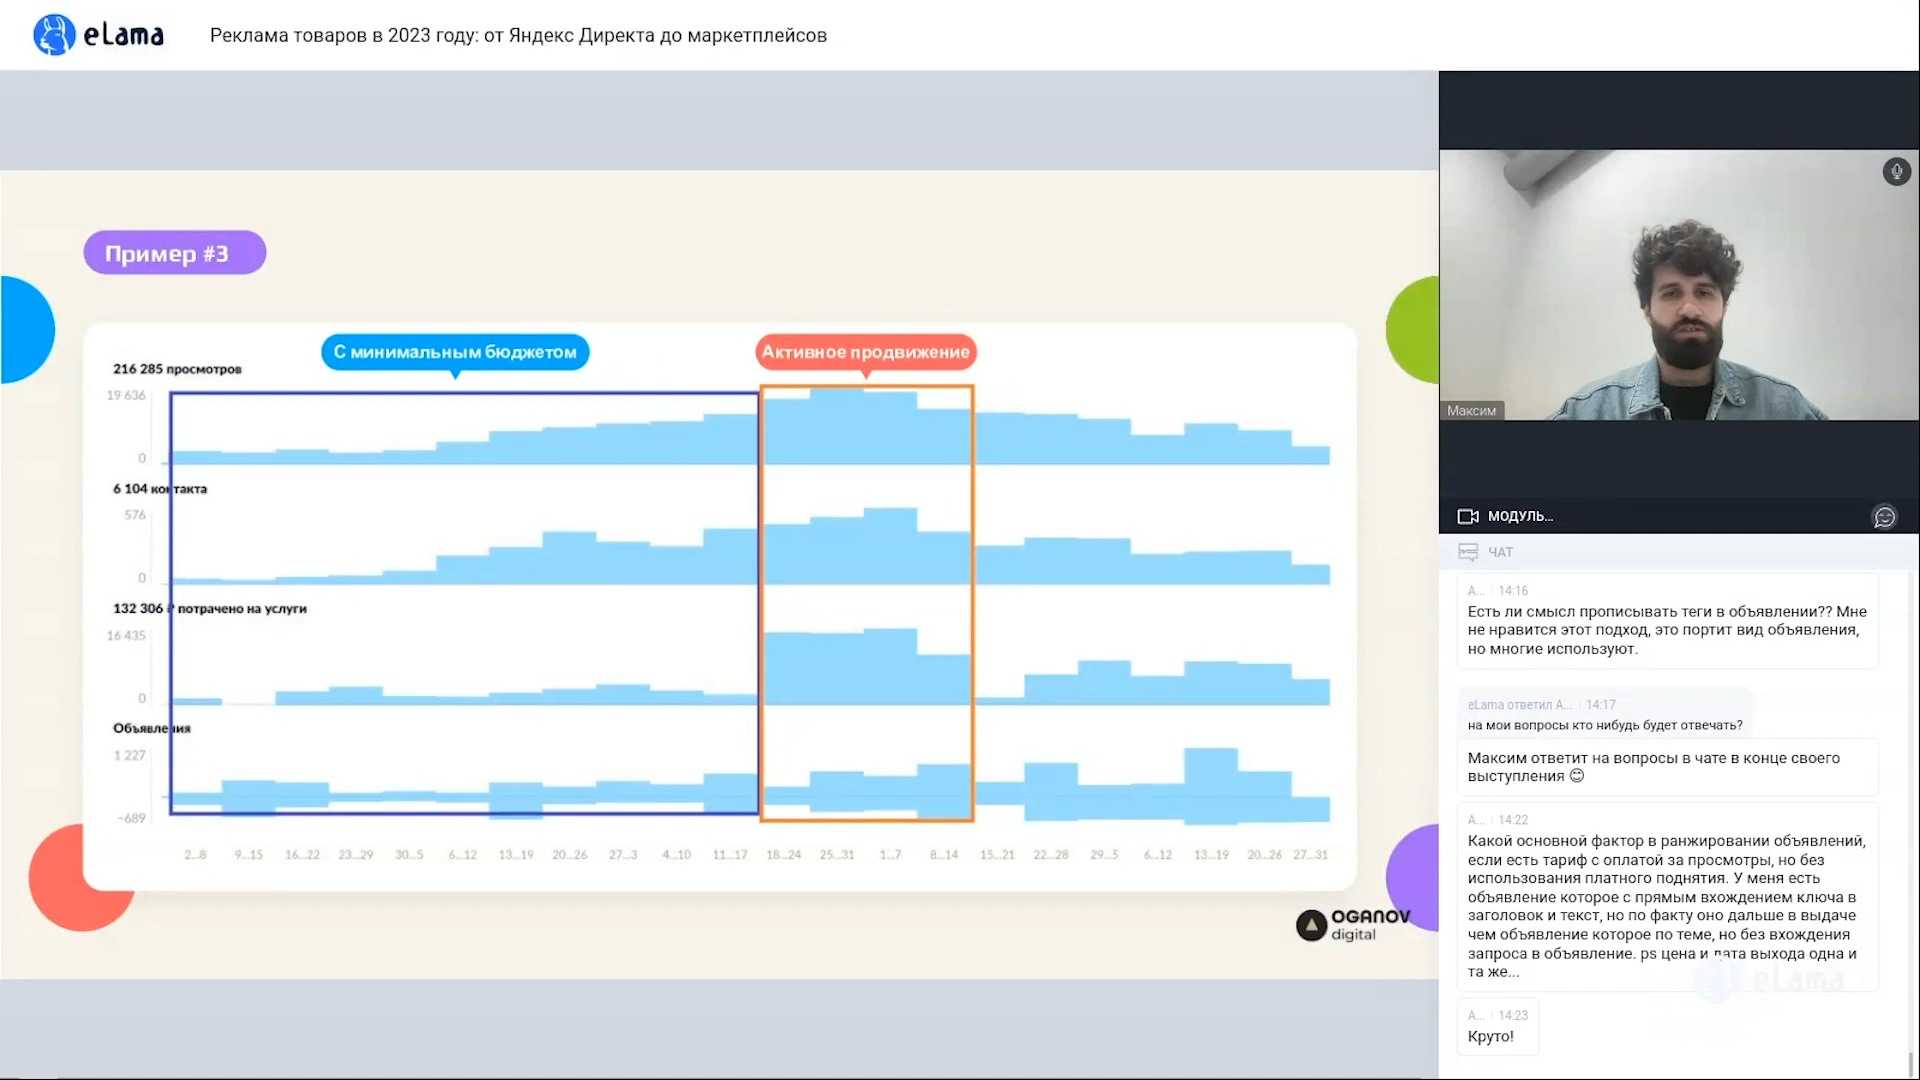 eLama
Реклама товаров в 2023 году: от Яндекс Директа до маркетплейсов
Пример #3
С минимальным бюджетом
Активное продвижение
216 285 просмотров
19 636
0
6 104 контакта
576
0
132 306 ₽ потрачено на услуги
16 435
0
Объявления
1 227
−689
2...8 9...15 16...22 23...29 30...5 6...12 13...19 20...26 27...3 4...10 11...17 18...24 25...31 1...7 8...14 15...21 22...28 29...5 6...12 13...19 20...26 27...31
OGANOV
digital
Максим
МОДУЛЬ...
ЧАТ
А... 14:16
Есть ли смысл прописывать теги в объявлении?? Мне
не нравится этот подход, это портит вид объявления,
но многие используют.
eLama ответил А... 14:17
на мои вопросы кто нибудь будет отвечать?
Максим ответит на вопросы в чате в конце своего
выступления 😊
А... 14:22
Какой основной фактор в ранжировании объявлений,
если есть тариф с оплатой за просмотры, но без
использования платного поднятия. У меня есть
объявление которое с прямым вхождением ключа в
заголовок и текст, но по факту оно дальше в выдаче
чем объявление которое по теме, но без вхождения
запроса в объявление. ps цена и дата выхода одна и
та же...
eLama
А... 14:23
Круто!